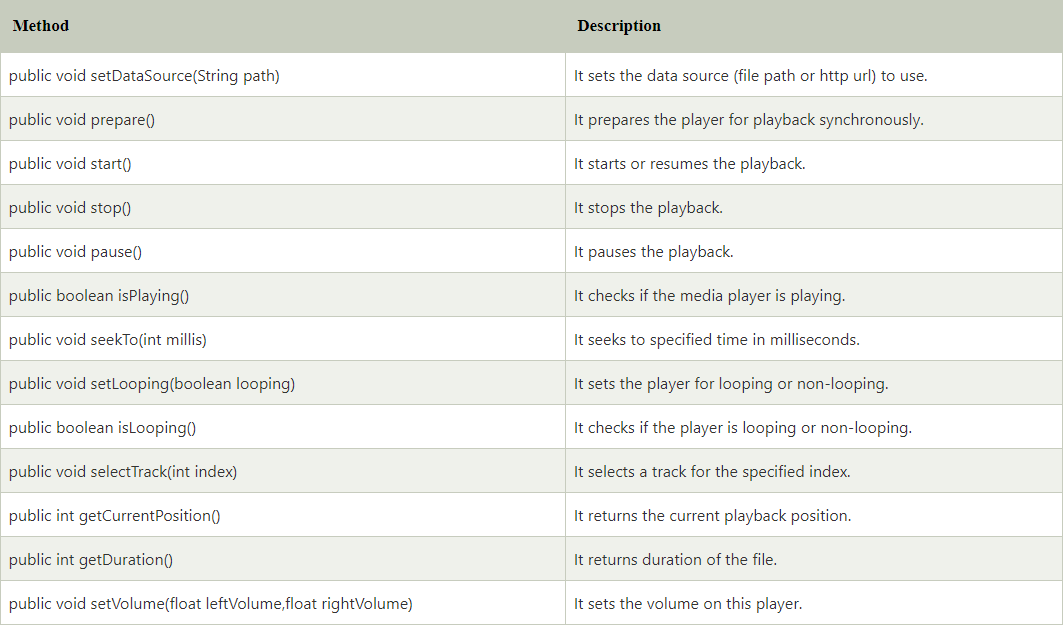 Method Description
public void setDataSource(String path) It sets the data source (file path or http url) to use.
public void prepare() It prepares the player for playback synchronously.
public void start() It starts or resumes the playback.
public void stop() It stops the playback.
public void pause() It pauses the playback.
public boolean isPlaying() It checks if the media player is playing.
public void seekTo(int millis) It seeks to specified time in milliseconds.
public void setLooping(boolean looping) It sets the player for looping or non-looping.
public boolean isLooping() It checks if the player is looping or non-looping.
public void selectTrack(int index) It selects a track for the specified index.
public int getCurrentPosition() It returns the current playback position.
public int getDuration() It returns duration of the file.
public void setVolume(float leftVolume,float rightVolume) It sets the volume on this player.